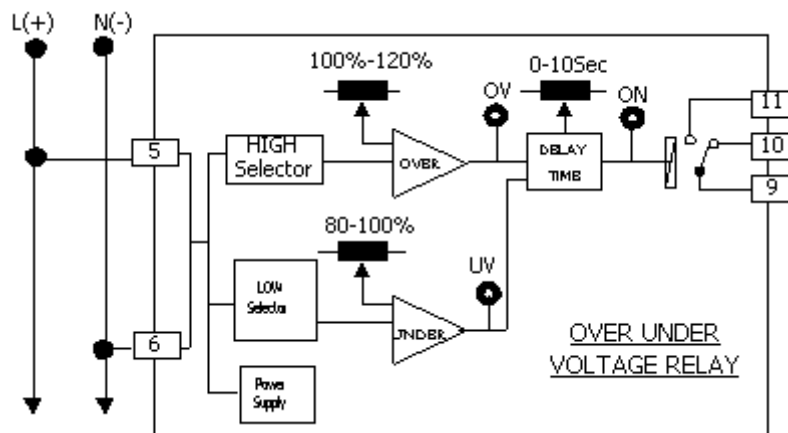 L(+)
N(-)
100%-120%
0-10Sec
OV
ON
11
5
HIGH
Selector
OVER
DELAY
TIME
10
9
80-100%
UV
LOW
Selector
UNDER
6
OVER UNDER
VOLTAGE RELAY
Power
Supply